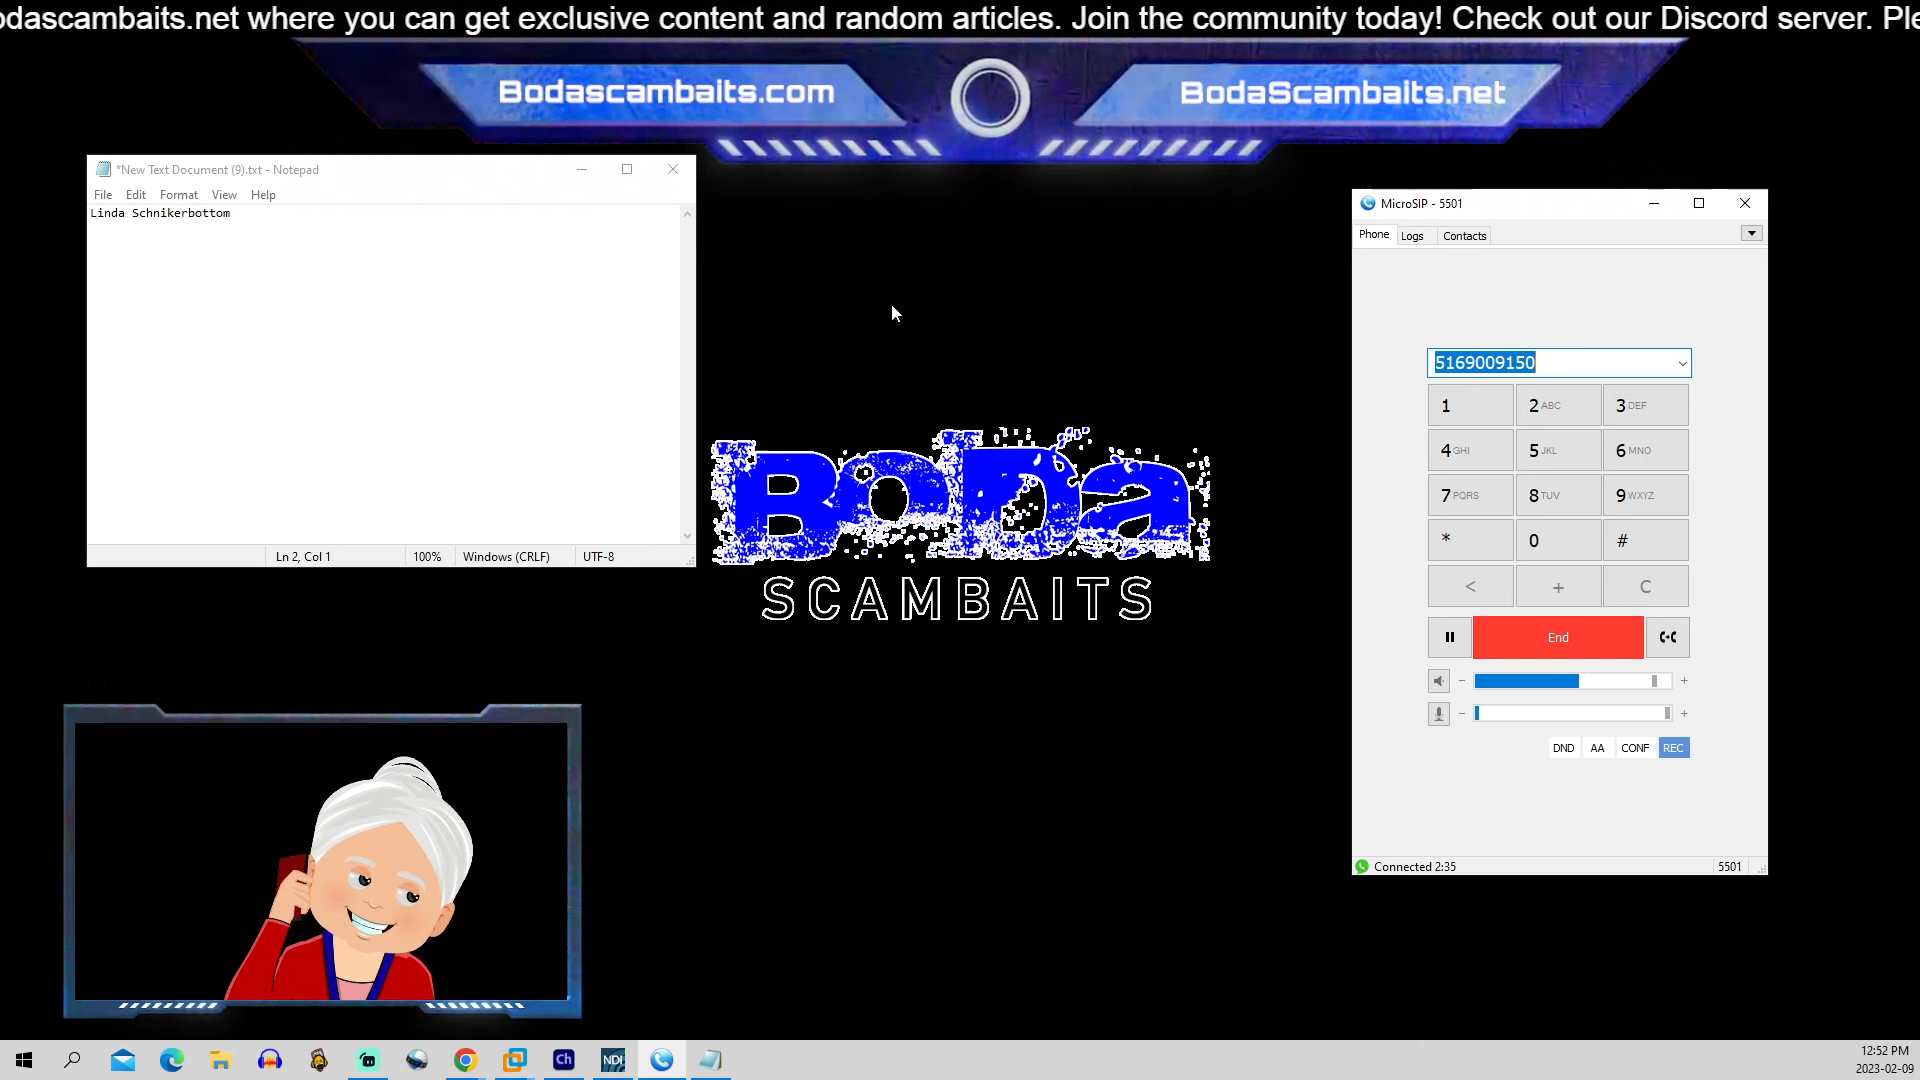 odascambaits.net where you can get exclusive content and random articles. Join the community today! Check out our Discord server. Ple
Bodascambaits.com
BodaScambaits.net
*New Text Document (9).txt - Notepad
File Edit Format View Help
Linda Schnikerbottom
Ln 2, Col 1 100% Windows (CRLF) UTF-8
BoDa
SCAMBAITS
MicroSIP - 5501
Phone Logs Contacts
5169009150
1 2 ABC 3 DEF
4 GHI 5 JKL 6 MNO
7 PQRS 8 TUV 9 WXYZ
* 0 #
< + C
End
- +
- +
DND AA CONF REC
Connected 2:35 5501
Ch
NDI
12:52 PM
2023-02-09